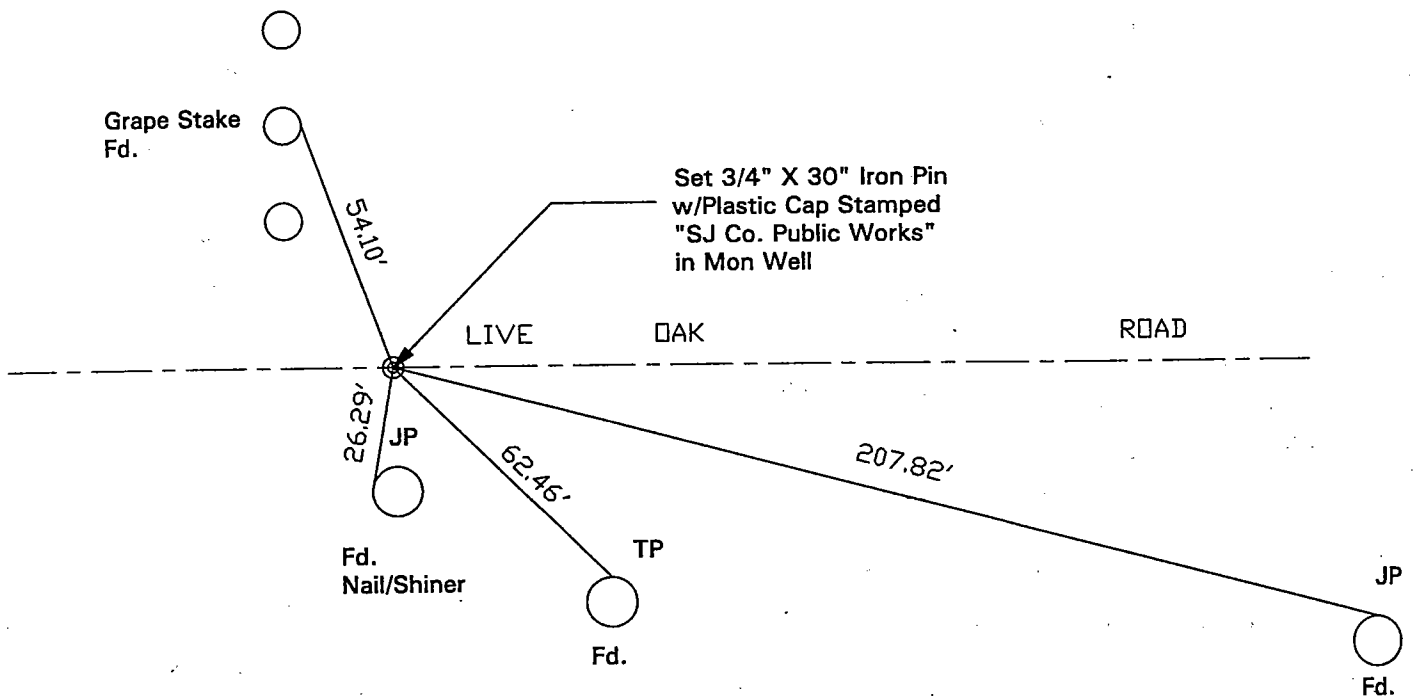 Grape Stake
Fd.
54.10'
Set 3/4" X 30" Iron Pin
w/Plastic Cap Stamped
"SJ Co. Public Works"
in Mon Well
LIVE OAK ROAD
26.29'
JP
62.46'
207.82'
Fd.
Nail/Shiner
TP
Fd.
JP
Fd.